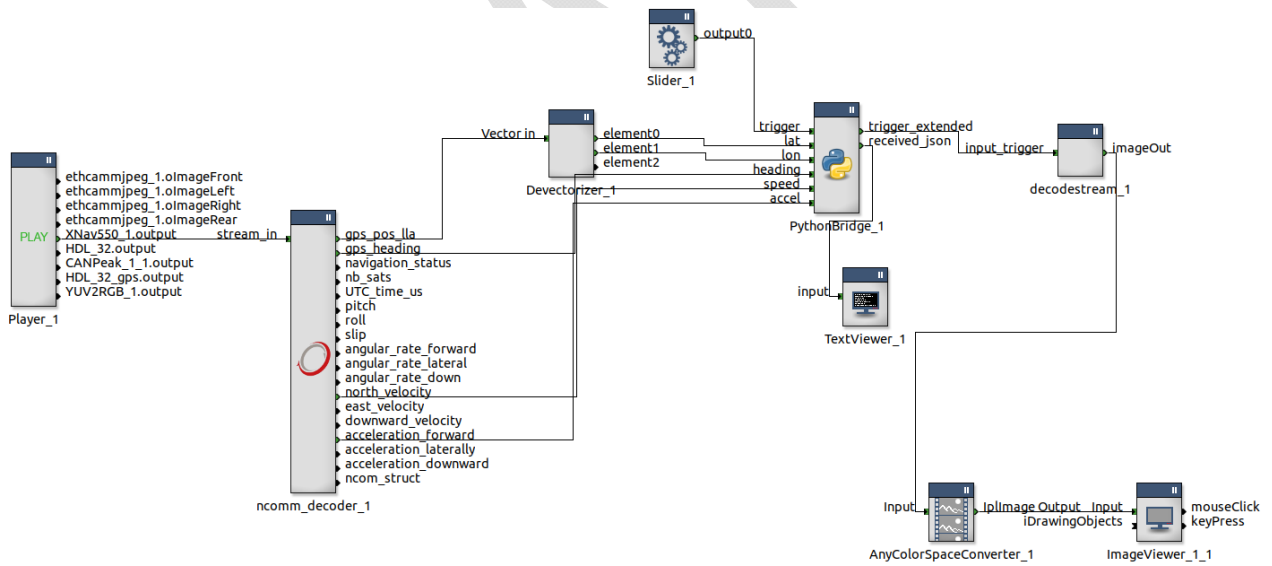 output0
Slider_1
Vector in
element0
element1
element2
Devectorizer_1
trigger
lat
lon
heading
speed
accel
trigger_extended
received_json
PythonBridge_1
input_trigger
imageOut
decodestream_1
PLAY
ethcammjpeg_1.oImageFront
ethcammjpeg_1.oImageLeft
ethcammjpeg_1.oImageRight
ethcammjpeg_1.oImageRear
XNav550_1.output
HDL_32.output
CANPeak_1_1.output
HDL_32_gps.output
YUV2RGB_1.output
Player_1
stream_in
gps_pos_lla
gps_heading
navigation_status
nb_sats
UTC_time_us
pitch
roll
slip
angular_rate_forward
angular_rate_lateral
angular_rate_down
north_velocity
east_velocity
downward_velocity
acceleration_forward
acceleration_laterally
acceleration_downward
ncom_struct
ncomm_decoder_1
input
TextViewer_1
Input
IplImage Output
AnyColorSpaceConverter_1
Input
iDrawingObjects
mouseClick
keyPress
ImageViewer_1_1